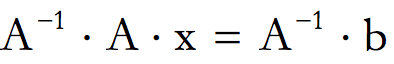 A⁻¹ · A · x = A⁻¹ · b